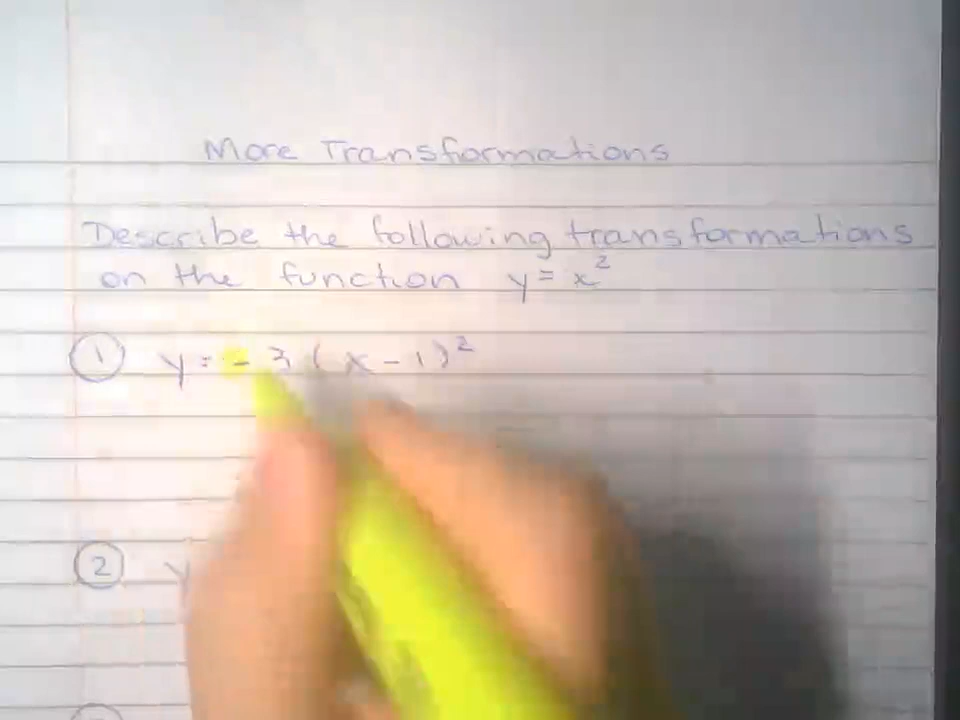 More Transformations
Describe the following transformations
on the function y = x²
① y = - 3 (x - 1)²
② y